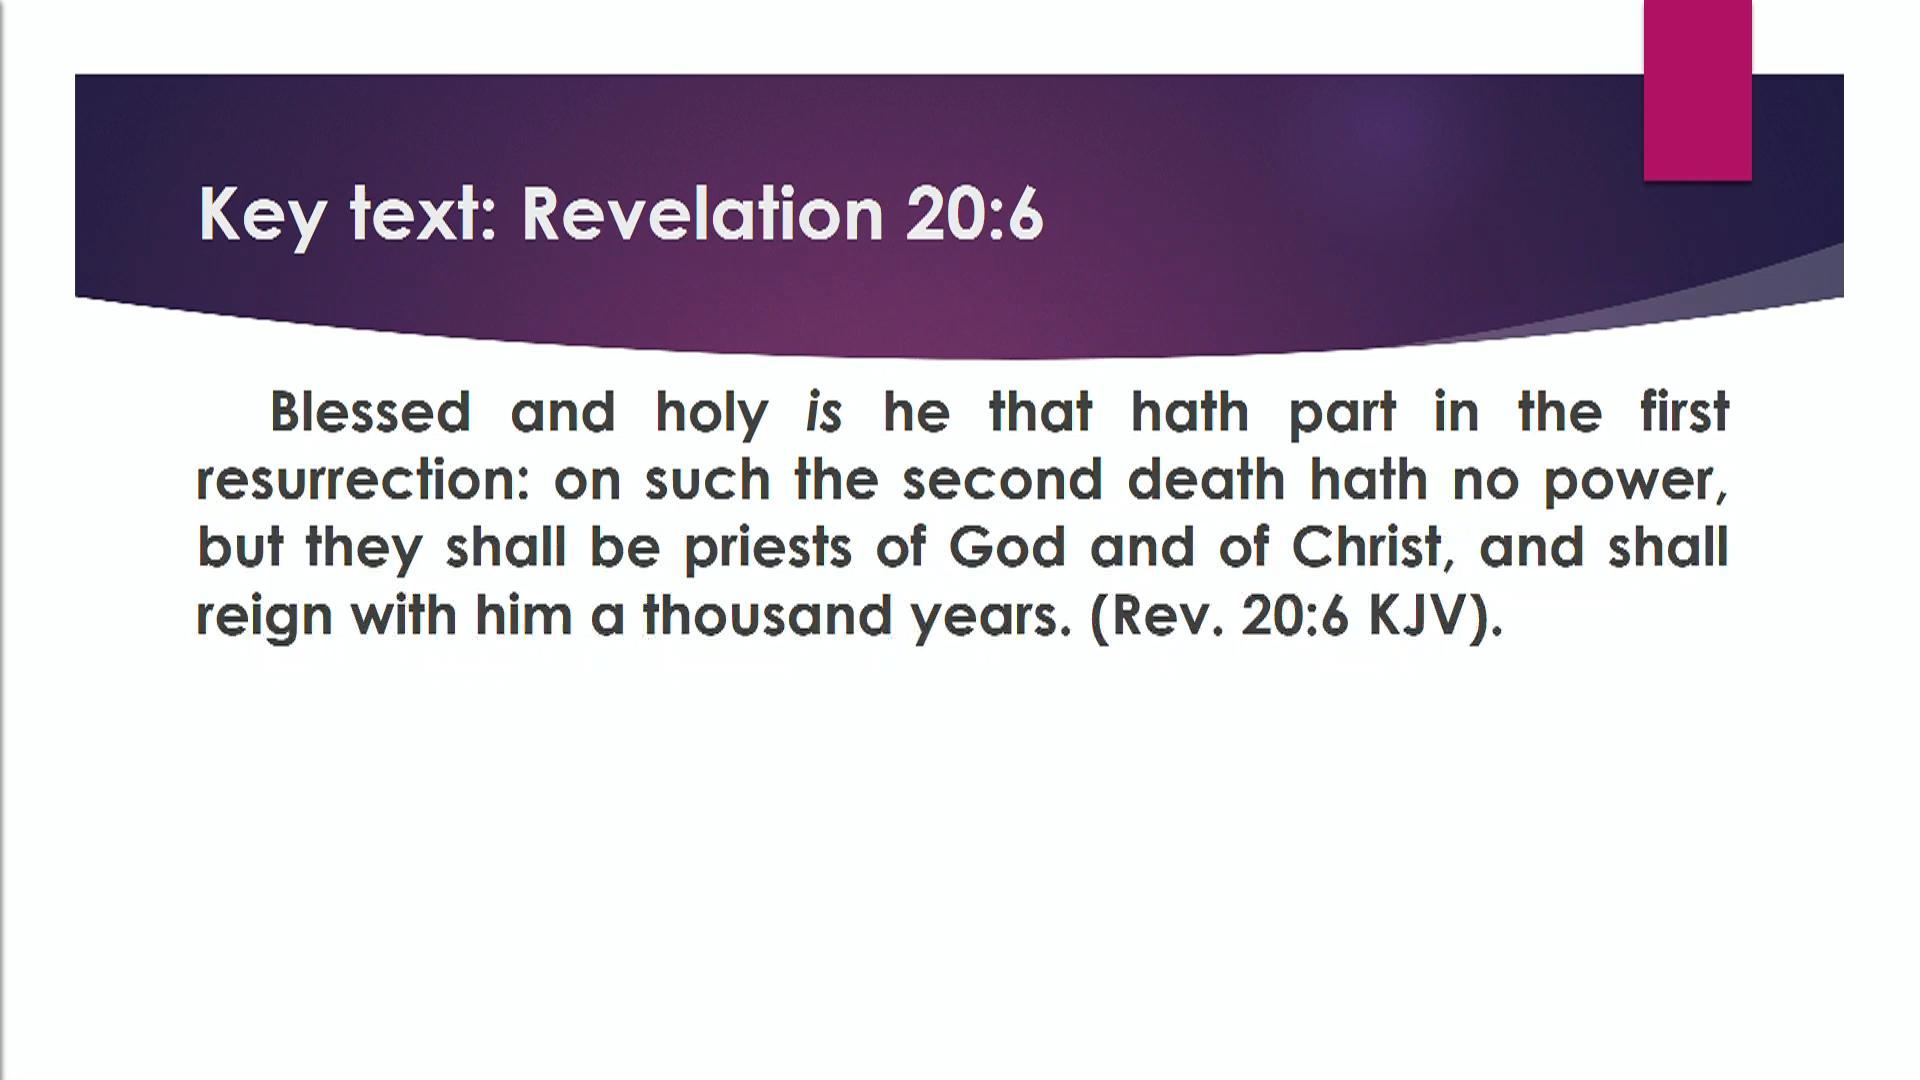 Key text: Revelation 20:6
Blessed and holy is he that hath part in the first
resurrection: on such the second death hath no power,
but they shall be priests of God and of Christ, and shall
reign with him a thousand years. (Rev. 20:6 KJV).